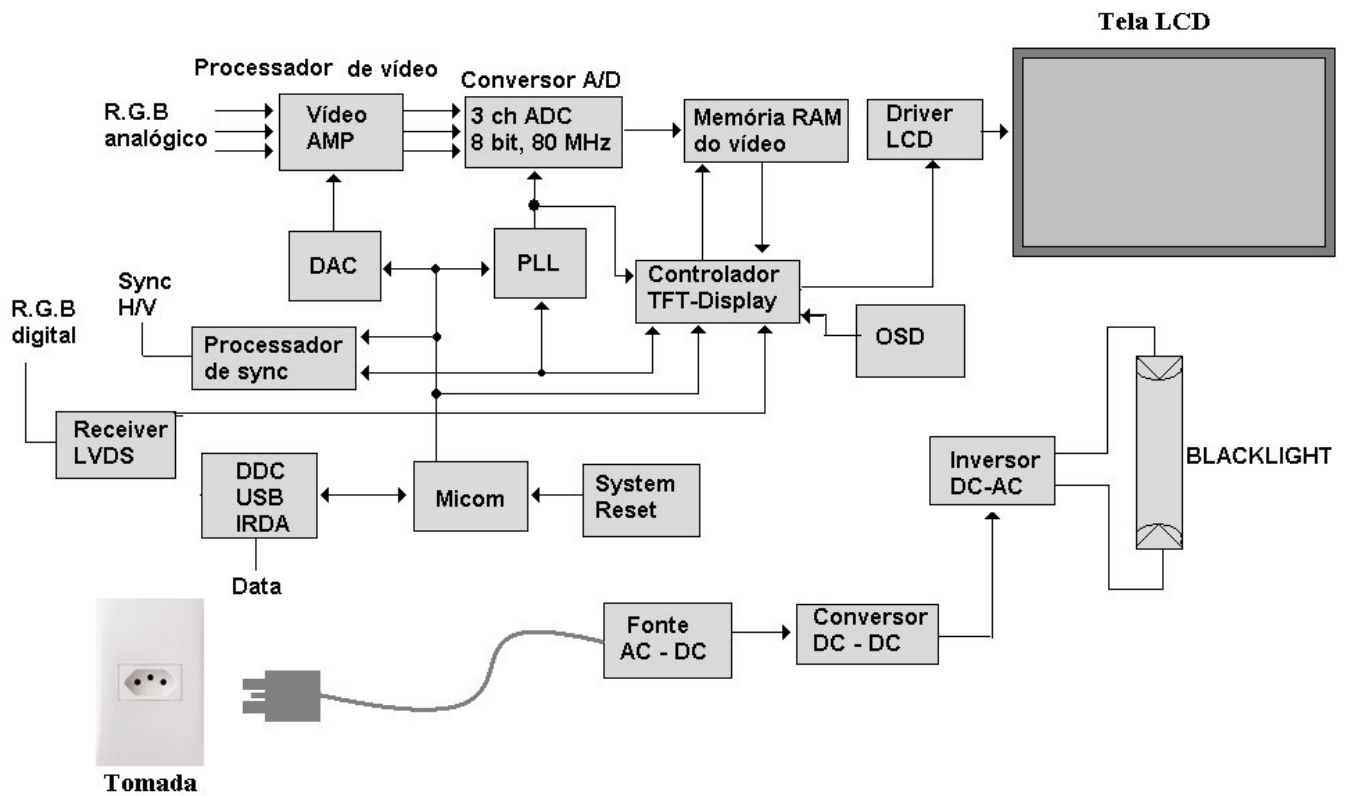 Tela LCD
Processador de vídeo
Conversor A/D
R.G.B
analógico
Vídeo
AMP
3 ch ADC
8 bit, 80 MHz
Memória RAM
do vídeo
Driver
LCD
DAC
PLL
Controlador
TFT-Display
Sync
H/V
R.G.B
digital
OSD
Processador
de sync
Receiver
LVDS
BLACKLIGHT
Inversor
DC-AC
DDC
USB
IRDA
Micom
System
Reset
Data
Fonte
AC - DC
Conversor
DC - DC
Tomada